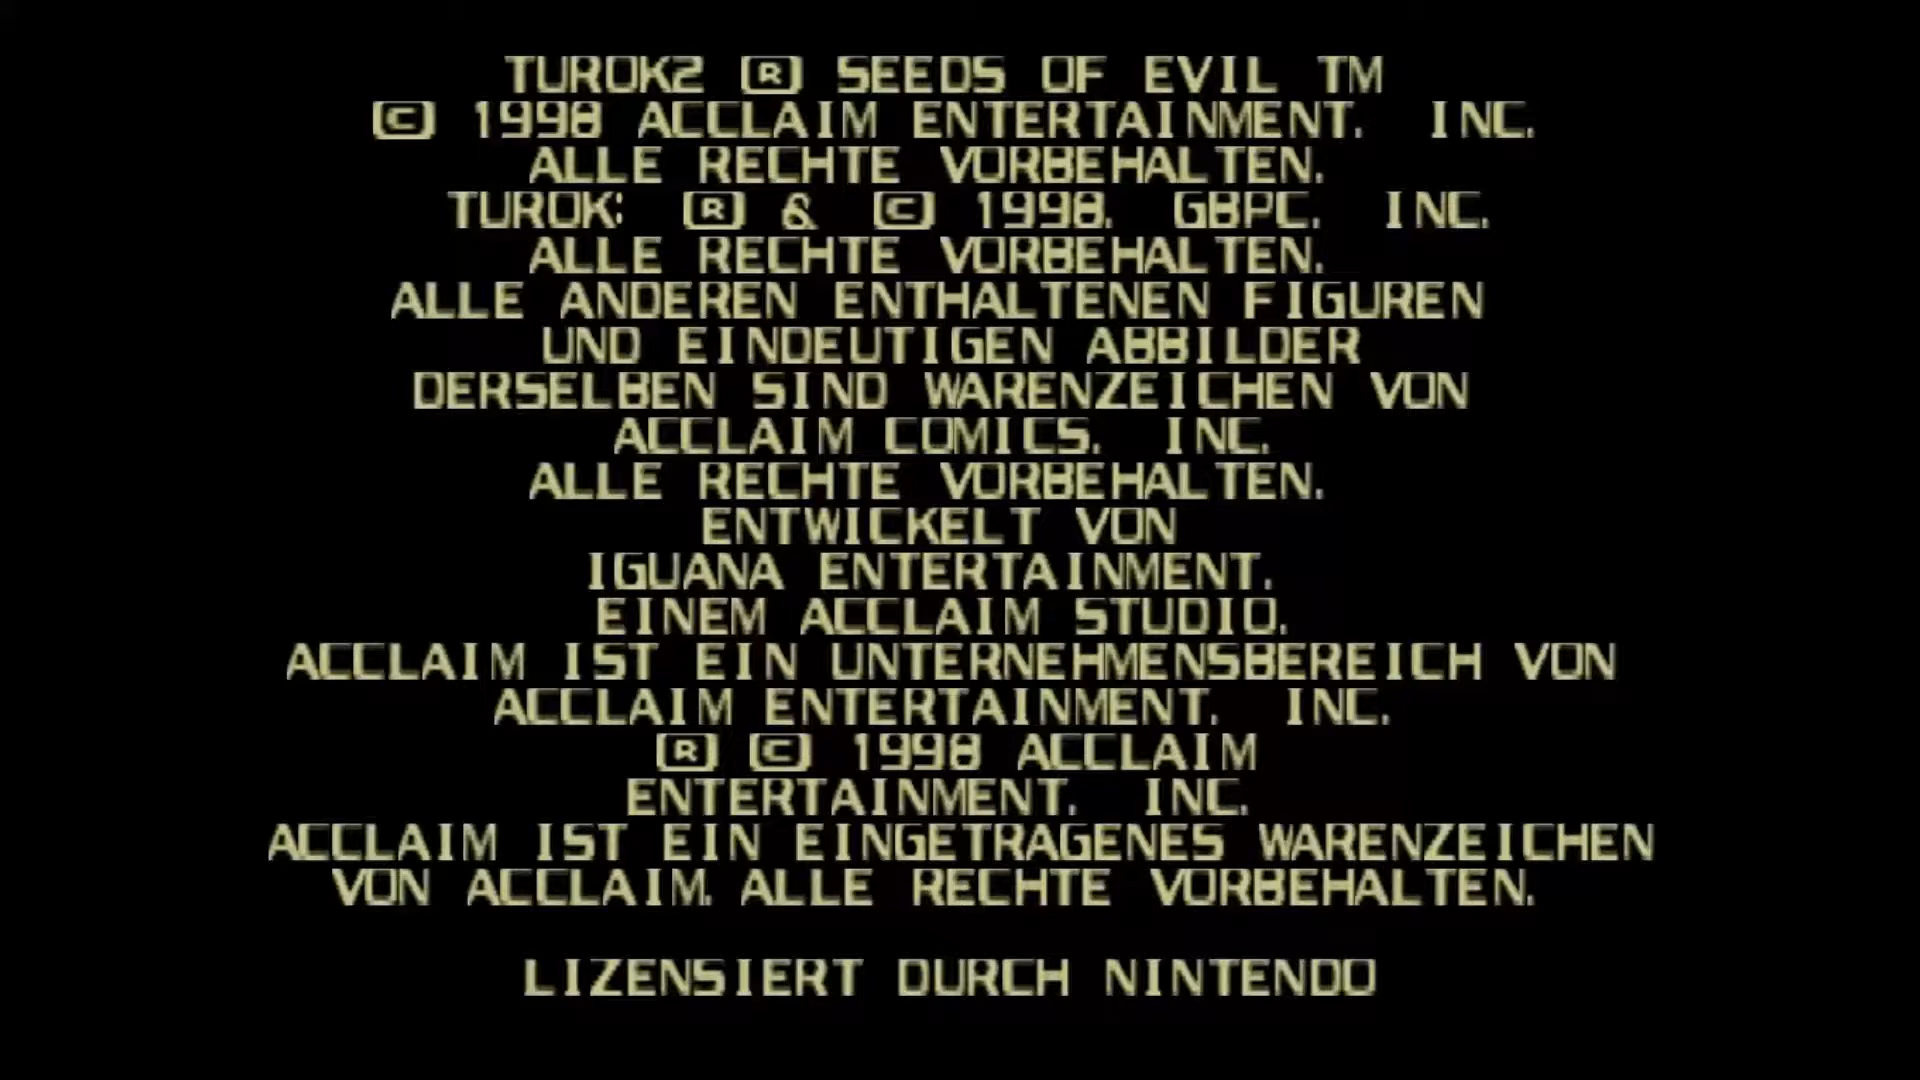 TUROK2 ® SEEDS OF EVIL TM
© 1998 ACCLAIM ENTERTAINMENT. INC.
ALLE RECHTE VORBEHALTEN.
TUROK: ® & © 1998. GBPC. INC.
ALLE RECHTE VORBEHALTEN.
ALLE ANDEREN ENTHALTENEN FIGUREN
UND EINDEUTIGEN ABBILDER
DERSELBEN SIND WARENZEICHEN VON
ACCLAIM COMICS. INC.
ALLE RECHTE VORBEHALTEN.
ENTWICKELT VON
IGUANA ENTERTAINMENT.
EINEM ACCLAIM STUDIO.
ACCLAIM IST EIN UNTERNEHMENSBEREICH VON
ACCLAIM ENTERTAINMENT. INC.
® © 1998 ACCLAIM
ENTERTAINMENT. INC.
ACCLAIM IST EIN EINGETRAGENES WARENZEICHEN
VON ACCLAIM. ALLE RECHTE VORBEHALTEN.
LIZENSIERT DURCH NINTENDO